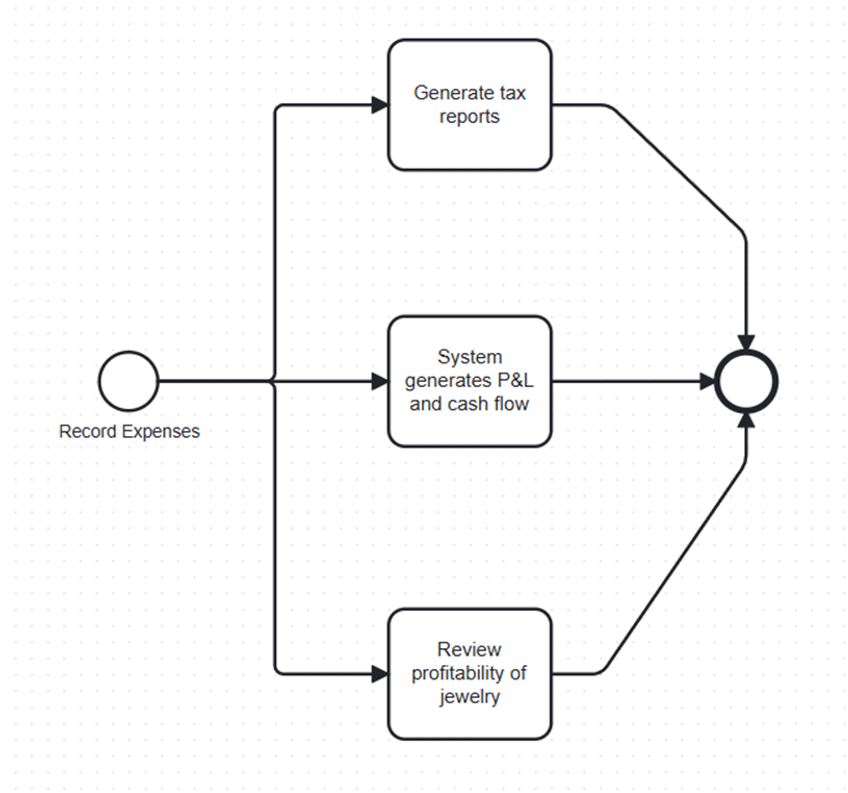 Generate tax
reports
System
generates P&L
and cash flow
Record Expenses
Review
profitability of
jewelry